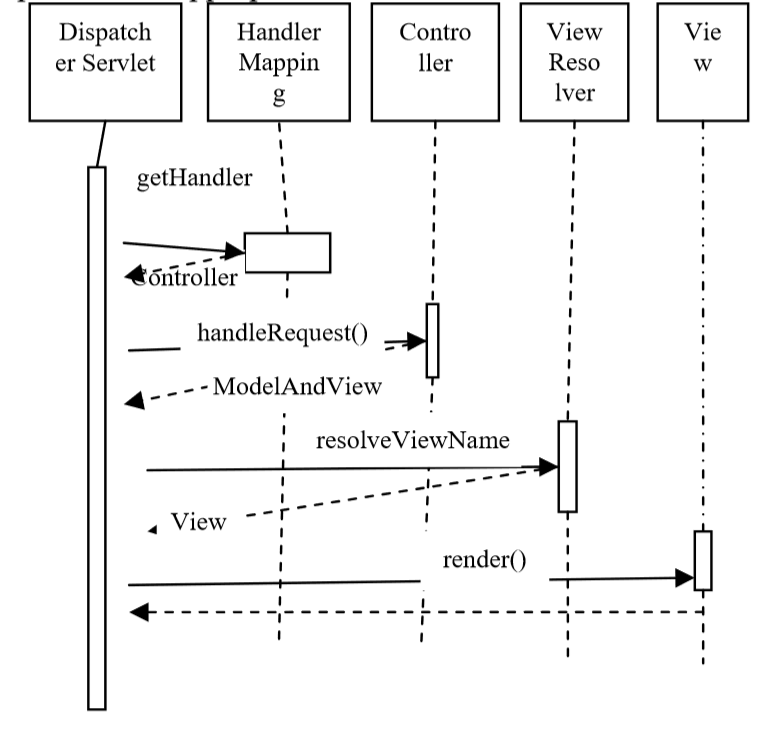 Dispatch
er Servlet
Handler
Mappin
g
Contro
ller
View
Reso
lver
Vie
w
getHandler
Controller
handleRequest()
ModelAndView
resolveViewName
View
render()